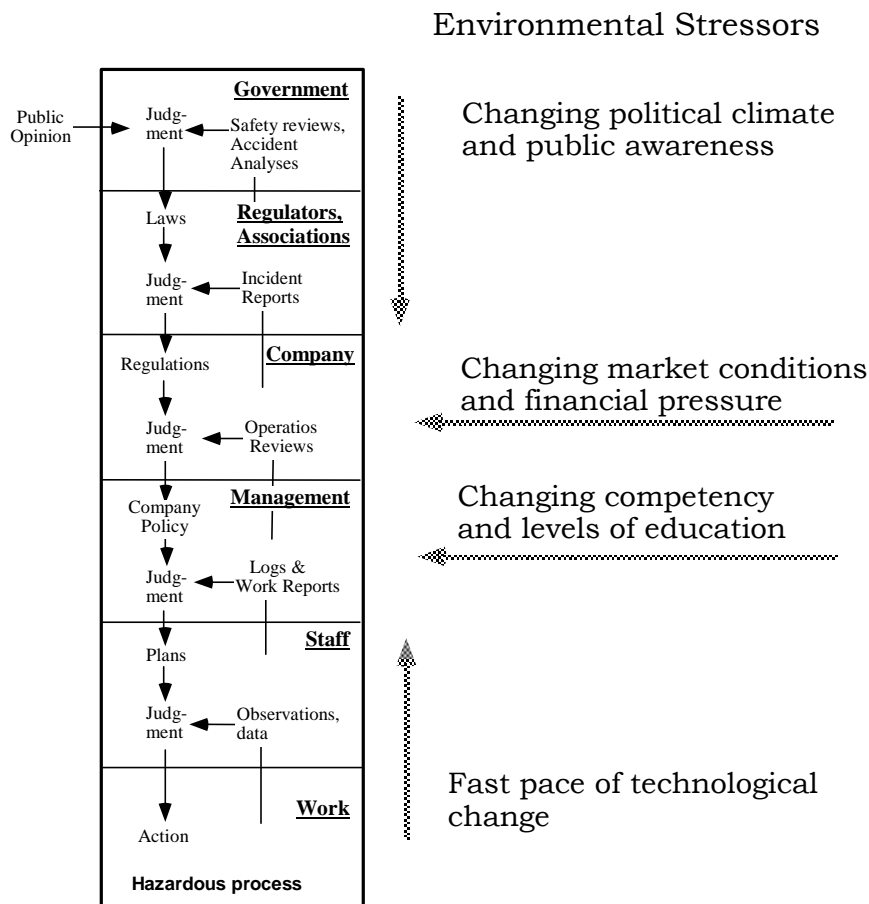 Environmental Stressors
Government
Public
Opinion
Judg-
ment
Safety reviews,
Accident
Analyses
Changing political climate
and public awareness
Regulators,
Associations
Laws
Judg-
ment
Incident
Reports
Company
Regulations
Judg-
ment
Operatios
Reviews
Changing market conditions
and financial pressure
Management
Company
Policy
Judg-
ment
Logs &
Work Reports
Changing competency
and levels of education
Staff
Plans
Judg-
ment
Observations,
data
Work
Action
Fast pace of technological
change
Hazardous process